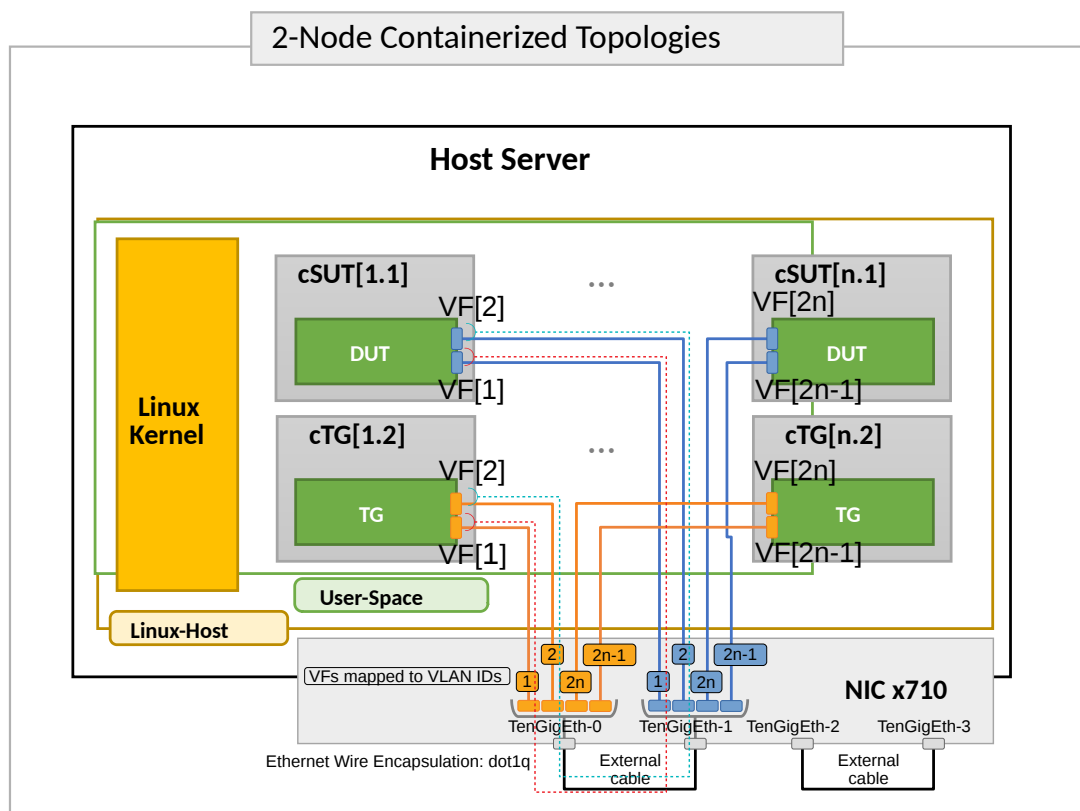 2-Node Containerized Topologies
Host Server
cSUT[1.1]
...
cSUT[n.1]
VF[2]
VF[2n]
DUT
DUT
VF[1]
VF[2n-1]
Linux
Kernel
cTG[1.2]
...
cTG[n.2]
VF[2]
VF[2n]
TG
TG
VF[1]
VF[2n-1]
User-Space
Linux-Host
2
2n-1
2
2n-1
VFs mapped to VLAN IDs
1
2n
1
2n
NIC x710
TenGigEth-0
TenGigEth-1
TenGigEth-2
TenGigEth-3
Ethernet Wire Encapsulation: dot1q
External
cable
External
cable